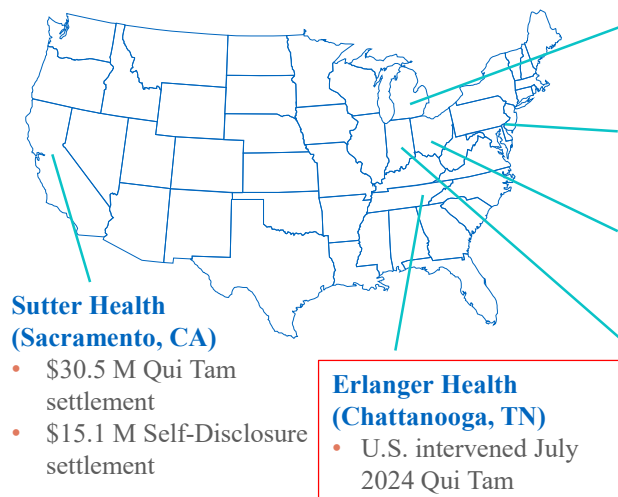 Sutter Health
(Sacramento, CA)
• $30.5 M Qui Tam
settlement
• $15.1 M Self-Disclosure
settlement
Erlanger Health
(Chattanooga, TN)
• U.S. intervened July
2024 Qui Tam